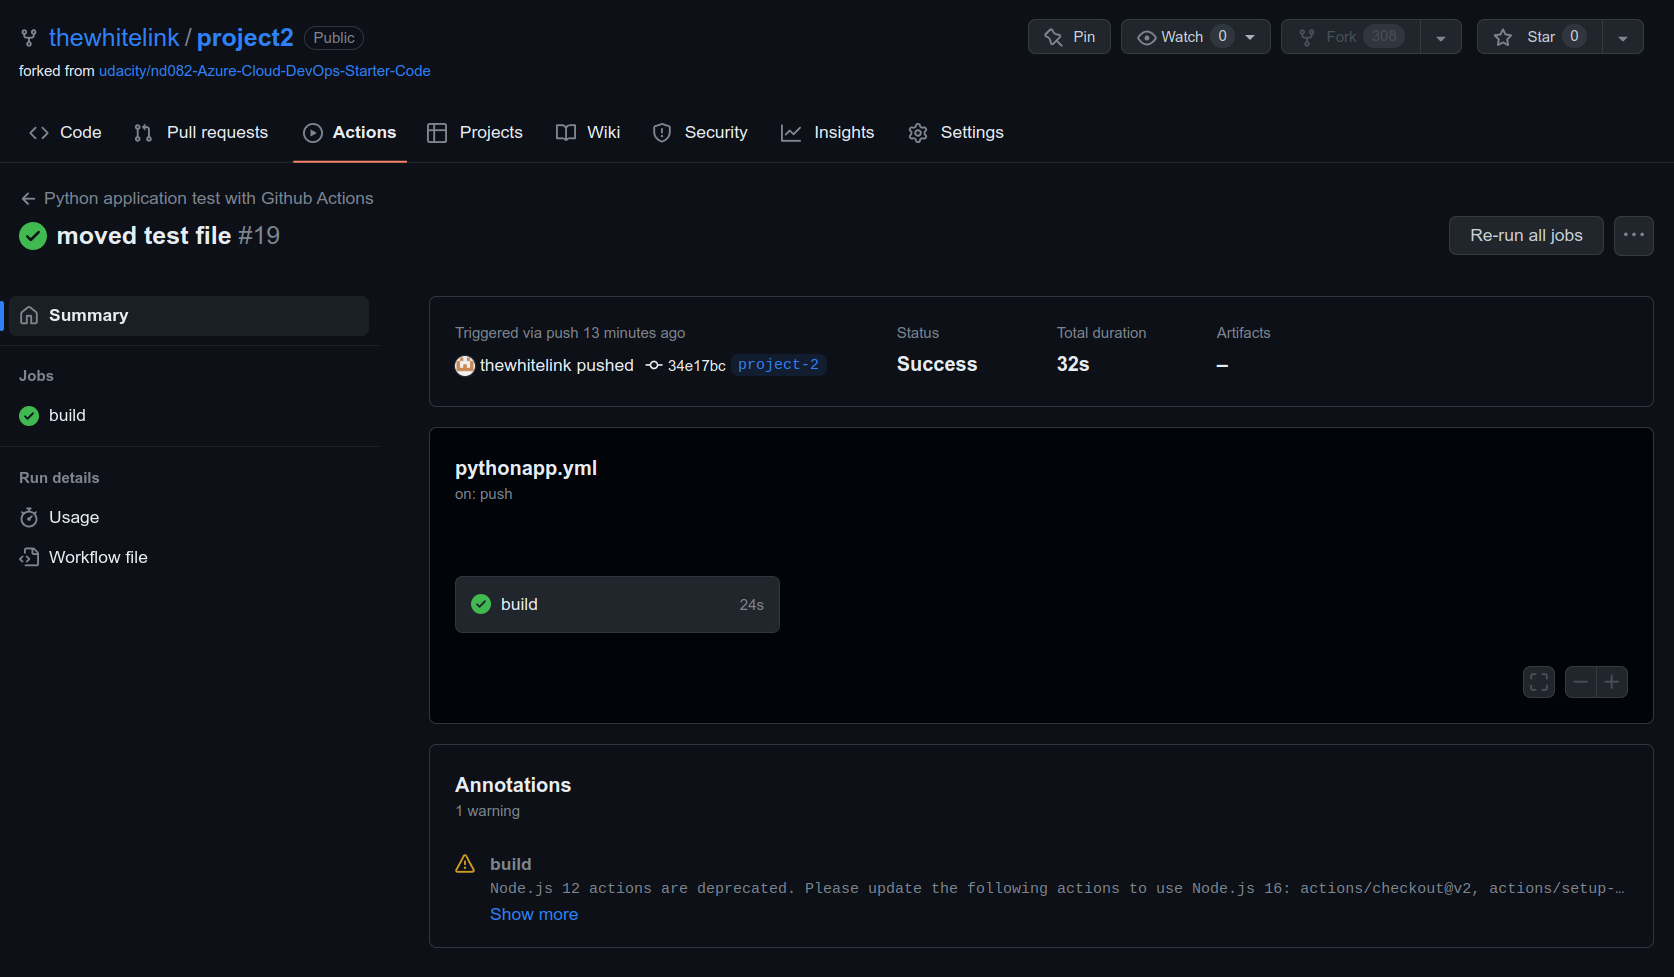 thewhitelink / project2 Public
Pin
Watch 0
Fork 308
Star 0
forked from udacity/nd082-Azure-Cloud-DevOps-Starter-Code
Code
Pull requests
Actions
Projects
Wiki
Security
Insights
Settings
Python application test with Github Actions
moved test file #19
Re-run all jobs
Summary
Jobs
build
Run details
Usage
Workflow file
Triggered via push 13 minutes ago
thewhitelink pushed 34e17bc project-2
Status
Success
Total duration
32s
Artifacts
–
pythonapp.yml
on: push
build 24s
Annotations
1 warning
build
Node.js 12 actions are deprecated. Please update the following actions to use Node.js 16: actions/checkout@v2, actions/setup-…
Show more